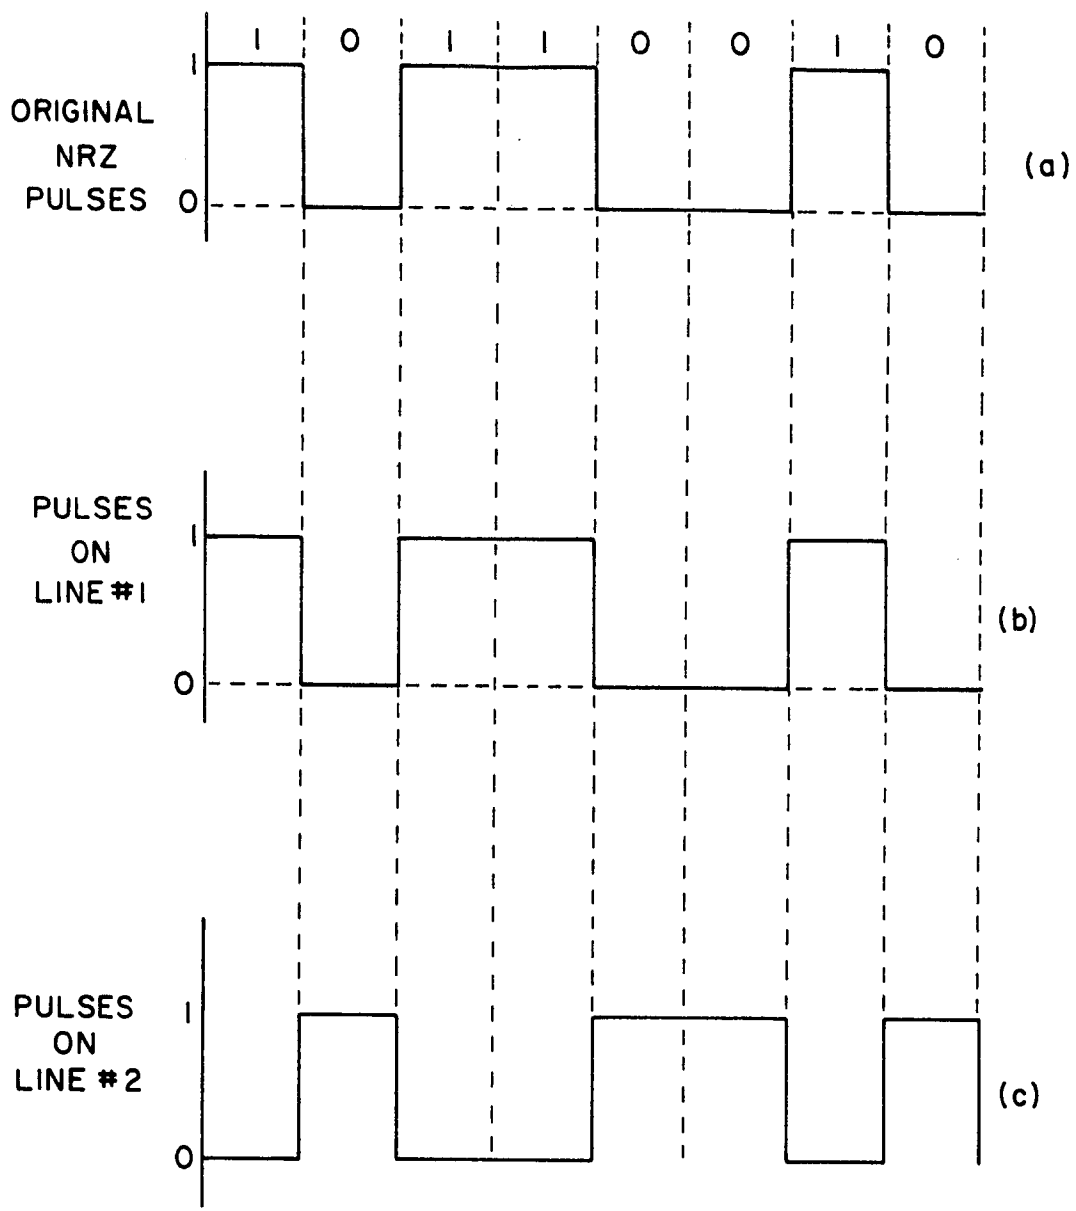 1 0 1 1 0 0 1 0
1
ORIGINAL
NRZ
PULSES
0
(a)
PULSES
ON
LINE #1
1
0
(b)
PULSES
ON
LINE #2
1
0
(c)